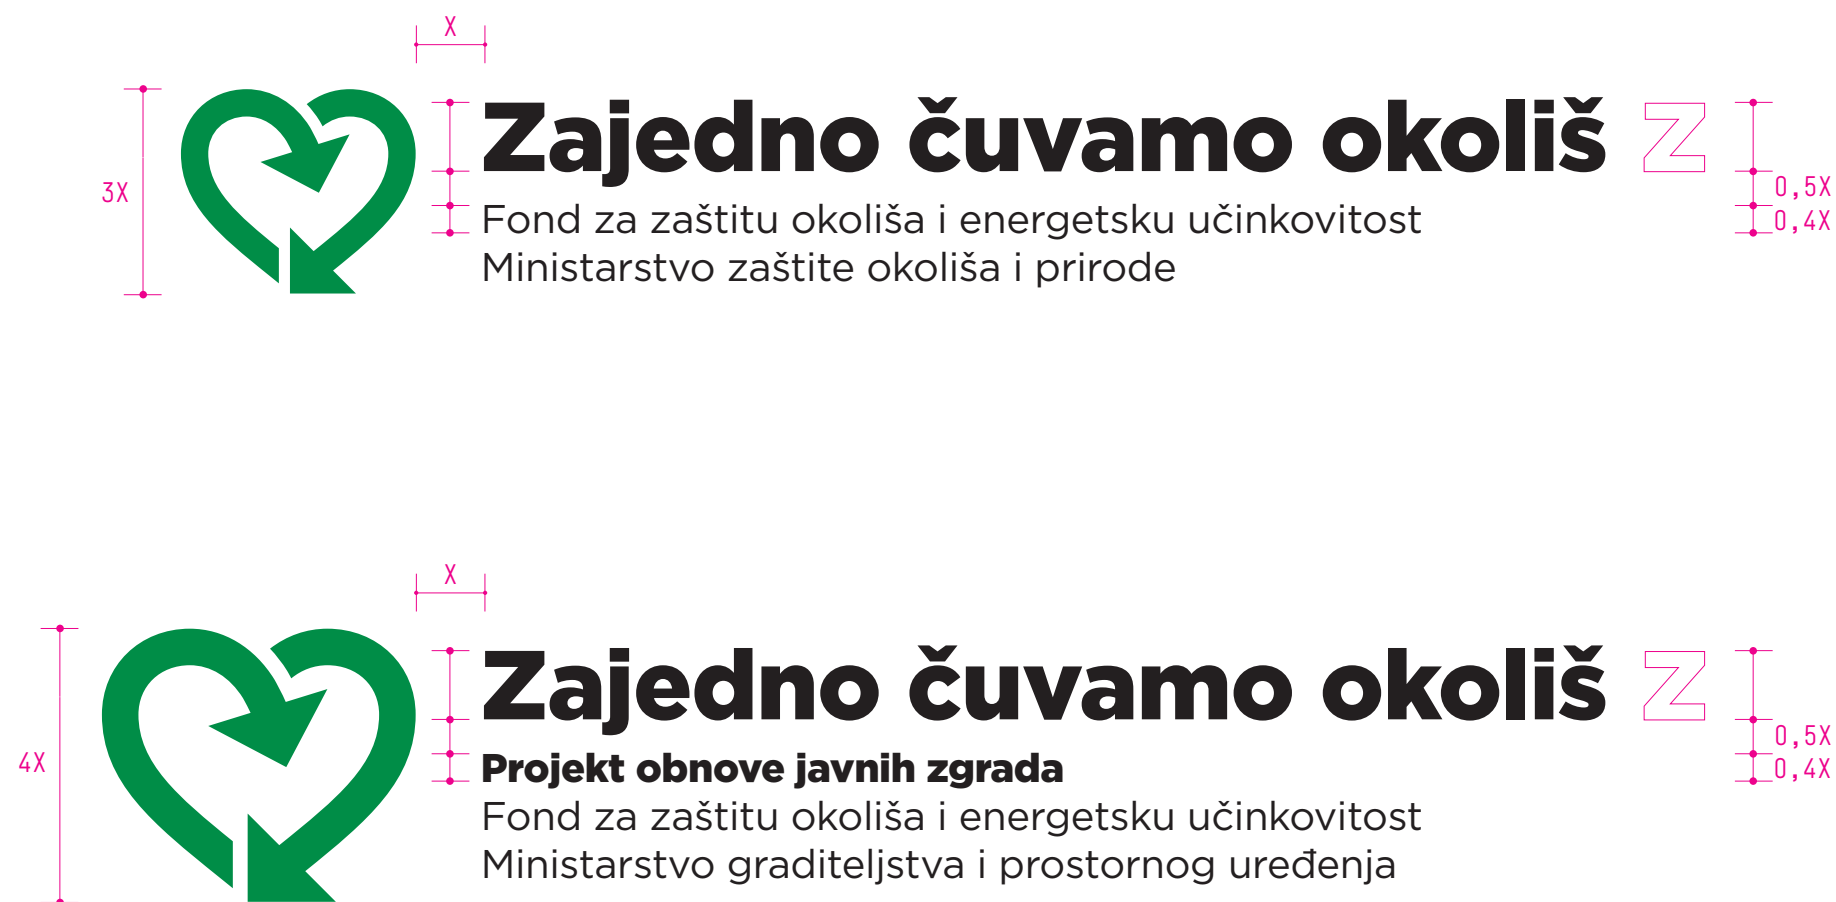 X
3X
Zajedno čuvamo okoliš Z
0,5X
0,4X
Fond za zaštitu okoliša i energetsku učinkovitost
Ministarstvo zaštite okoliša i prirode
X
4X
Zajedno čuvamo okoliš Z
0,5X
0,4X
Projekt obnove javnih zgrada
Fond za zaštitu okoliša i energetsku učinkovitost
Ministarstvo graditeljstva i prostornog uređenja